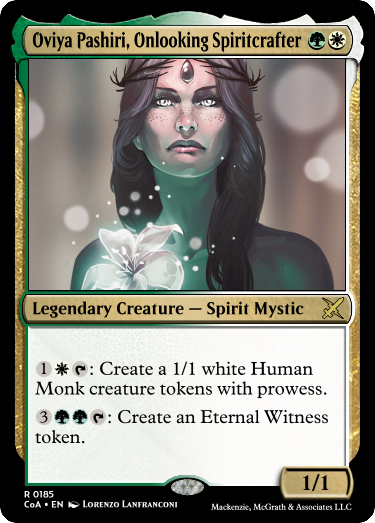 Oviya Pashiri, Onlooking Spiritcrafter
Legendary Creature — Spirit Mystic
1 : Create a 1/1 white Human
Monk creature tokens with prowess.
3 : Create an Eternal Witness
token.
1/1
R 0185
CoA • EN Lorenzo Lanfranconi
Mackenzie, McGrath & Associates LLC